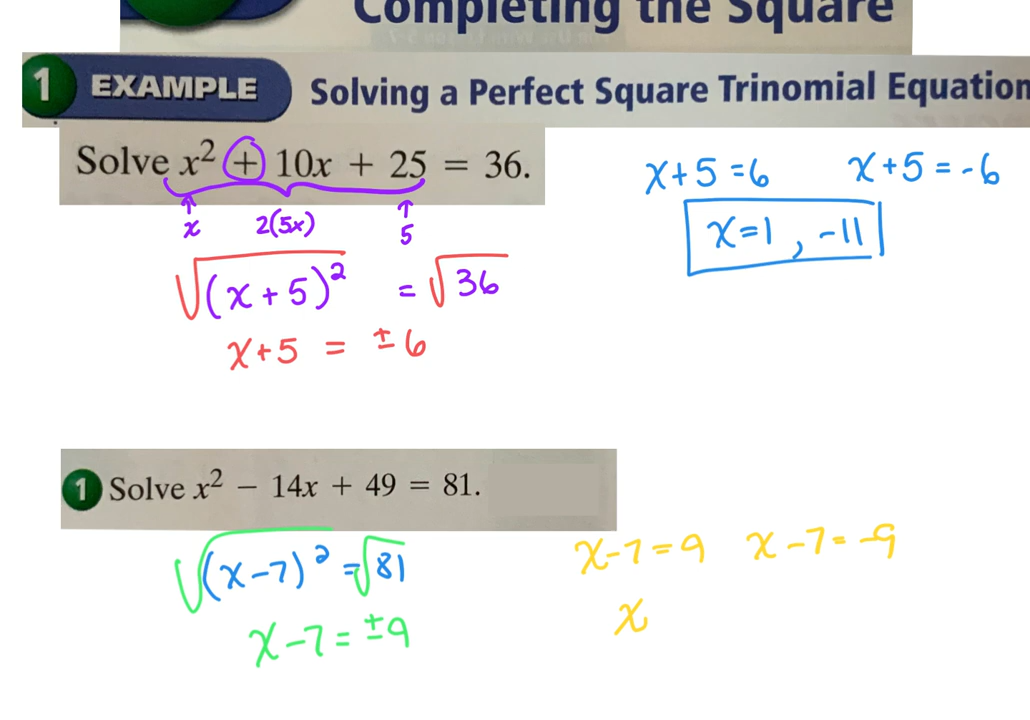 Completing the Square
1 EXAMPLE Solving a Perfect Square Trinomial Equation
Solve x² + 10x + 25 = 36.
x 2(5x) 5
√(x+5)² = √36
x+5 = ±6
x+5=6 x+5=-6
x=1, -11
1 Solve x² − 14x + 49 = 81.
√(x-7)² = √81
x-7=±9
x-7=9 x-7=-9
x